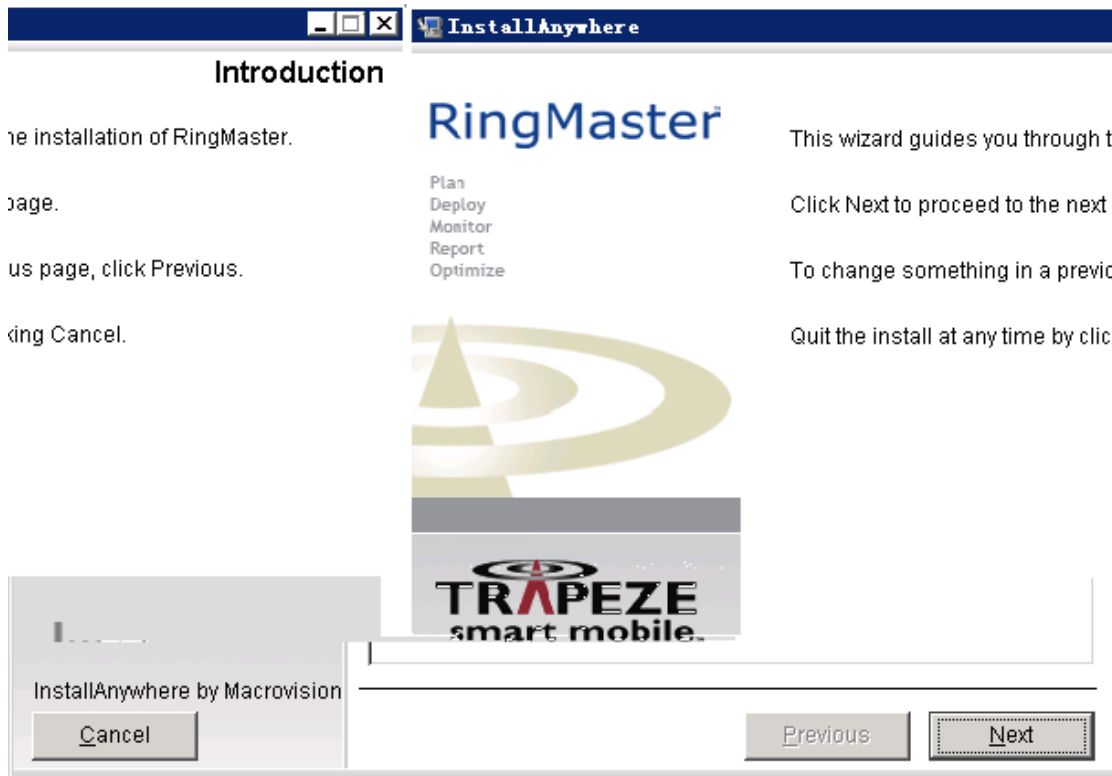 InstallAnywhere
Introduction
RingMaster™
he installation of RingMaster.
This wizard guides you through t
Plan
Deploy
Monitor
Report
Optimize
page.
Click Next to proceed to the next
us page, click Previous.
To change something in a previo
king Cancel.
Quit the install at any time by clic
TRAPEZE
smart mobile.
InstallAnywhere by Macrovision
Cancel
Previous
Next